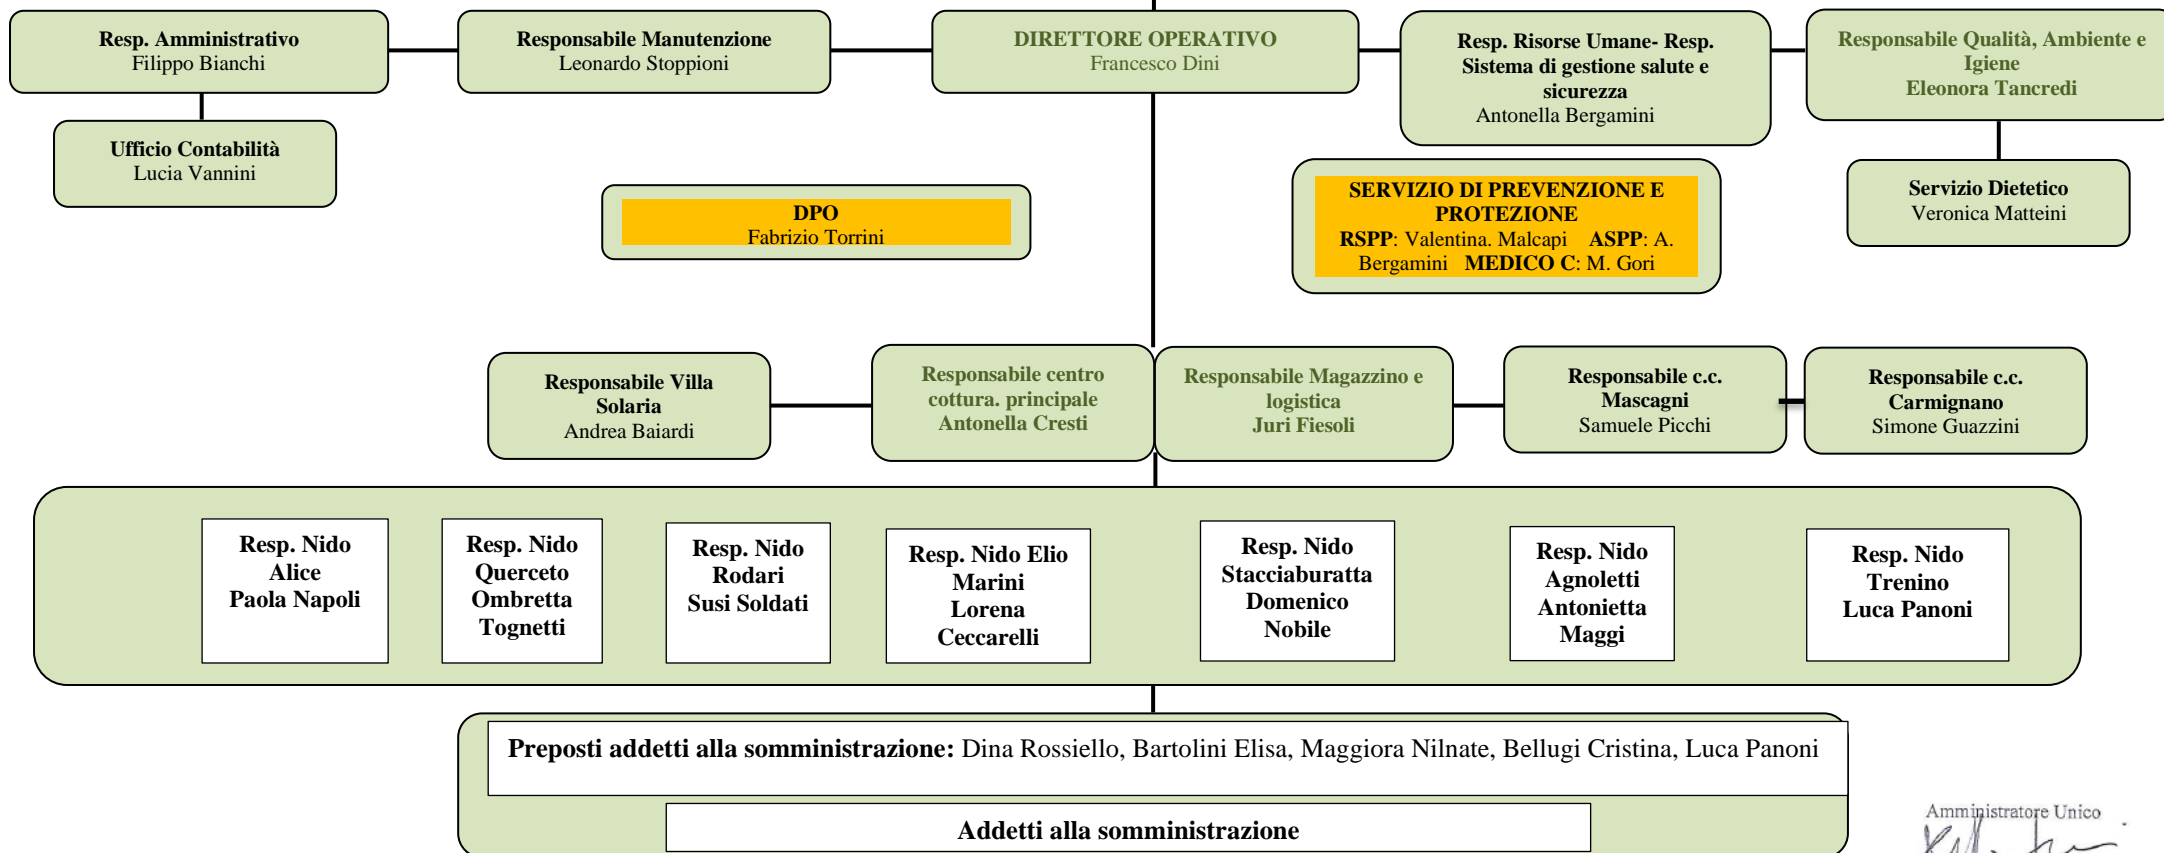 Resp. Amministrativo
Filippo Bianchi
Responsabile Manutenzione
Leonardo Stoppioni
DIRETTORE OPERATIVO
Francesco Dini
Resp. Risorse Umane- Resp.
Sistema di gestione salute e
sicurezza
Antonella Bergamini
Responsabile Qualità, Ambiente e
Igiene
Eleonora Tancredi
Ufficio Contabilità
Lucia Vannini
DPO
Fabrizio Torrini
SERVIZIO DI PREVENZIONE E
PROTEZIONE
RSPP: Valentina. Malcapi ASPP: A.
Bergamini MEDICO C: M. Gori
Servizio Dietetico
Veronica Matteini
Responsabile Villa
Solaria
Andrea Baiardi
Responsabile centro
cottura. principale
Antonella Cresti
Responsabile Magazzino e
logistica
Juri Fiesoli
Responsabile c.c.
Mascagni
Samuele Picchi
Responsabile c.c.
Carmignano
Simone Guazzini
Resp. Nido
Alice
Paola Napoli
Resp. Nido
Querceto
Ombretta
Tognetti
Resp. Nido
Rodari
Susi Soldati
Resp. Nido Elio
Marini
Lorena
Ceccarelli
Resp. Nido
Stacciaburatta
Domenico
Nobile
Resp. Nido
Agnoletti
Antonietta
Maggi
Resp. Nido
Trenino
Luca Panoni
Preposti addetti alla somministrazione: Dina Rossiello, Bartolini Elisa, Maggiora Nilnate, Bellugi Cristina, Luca Panoni
Addetti alla somministrazione
Amministratore Unico